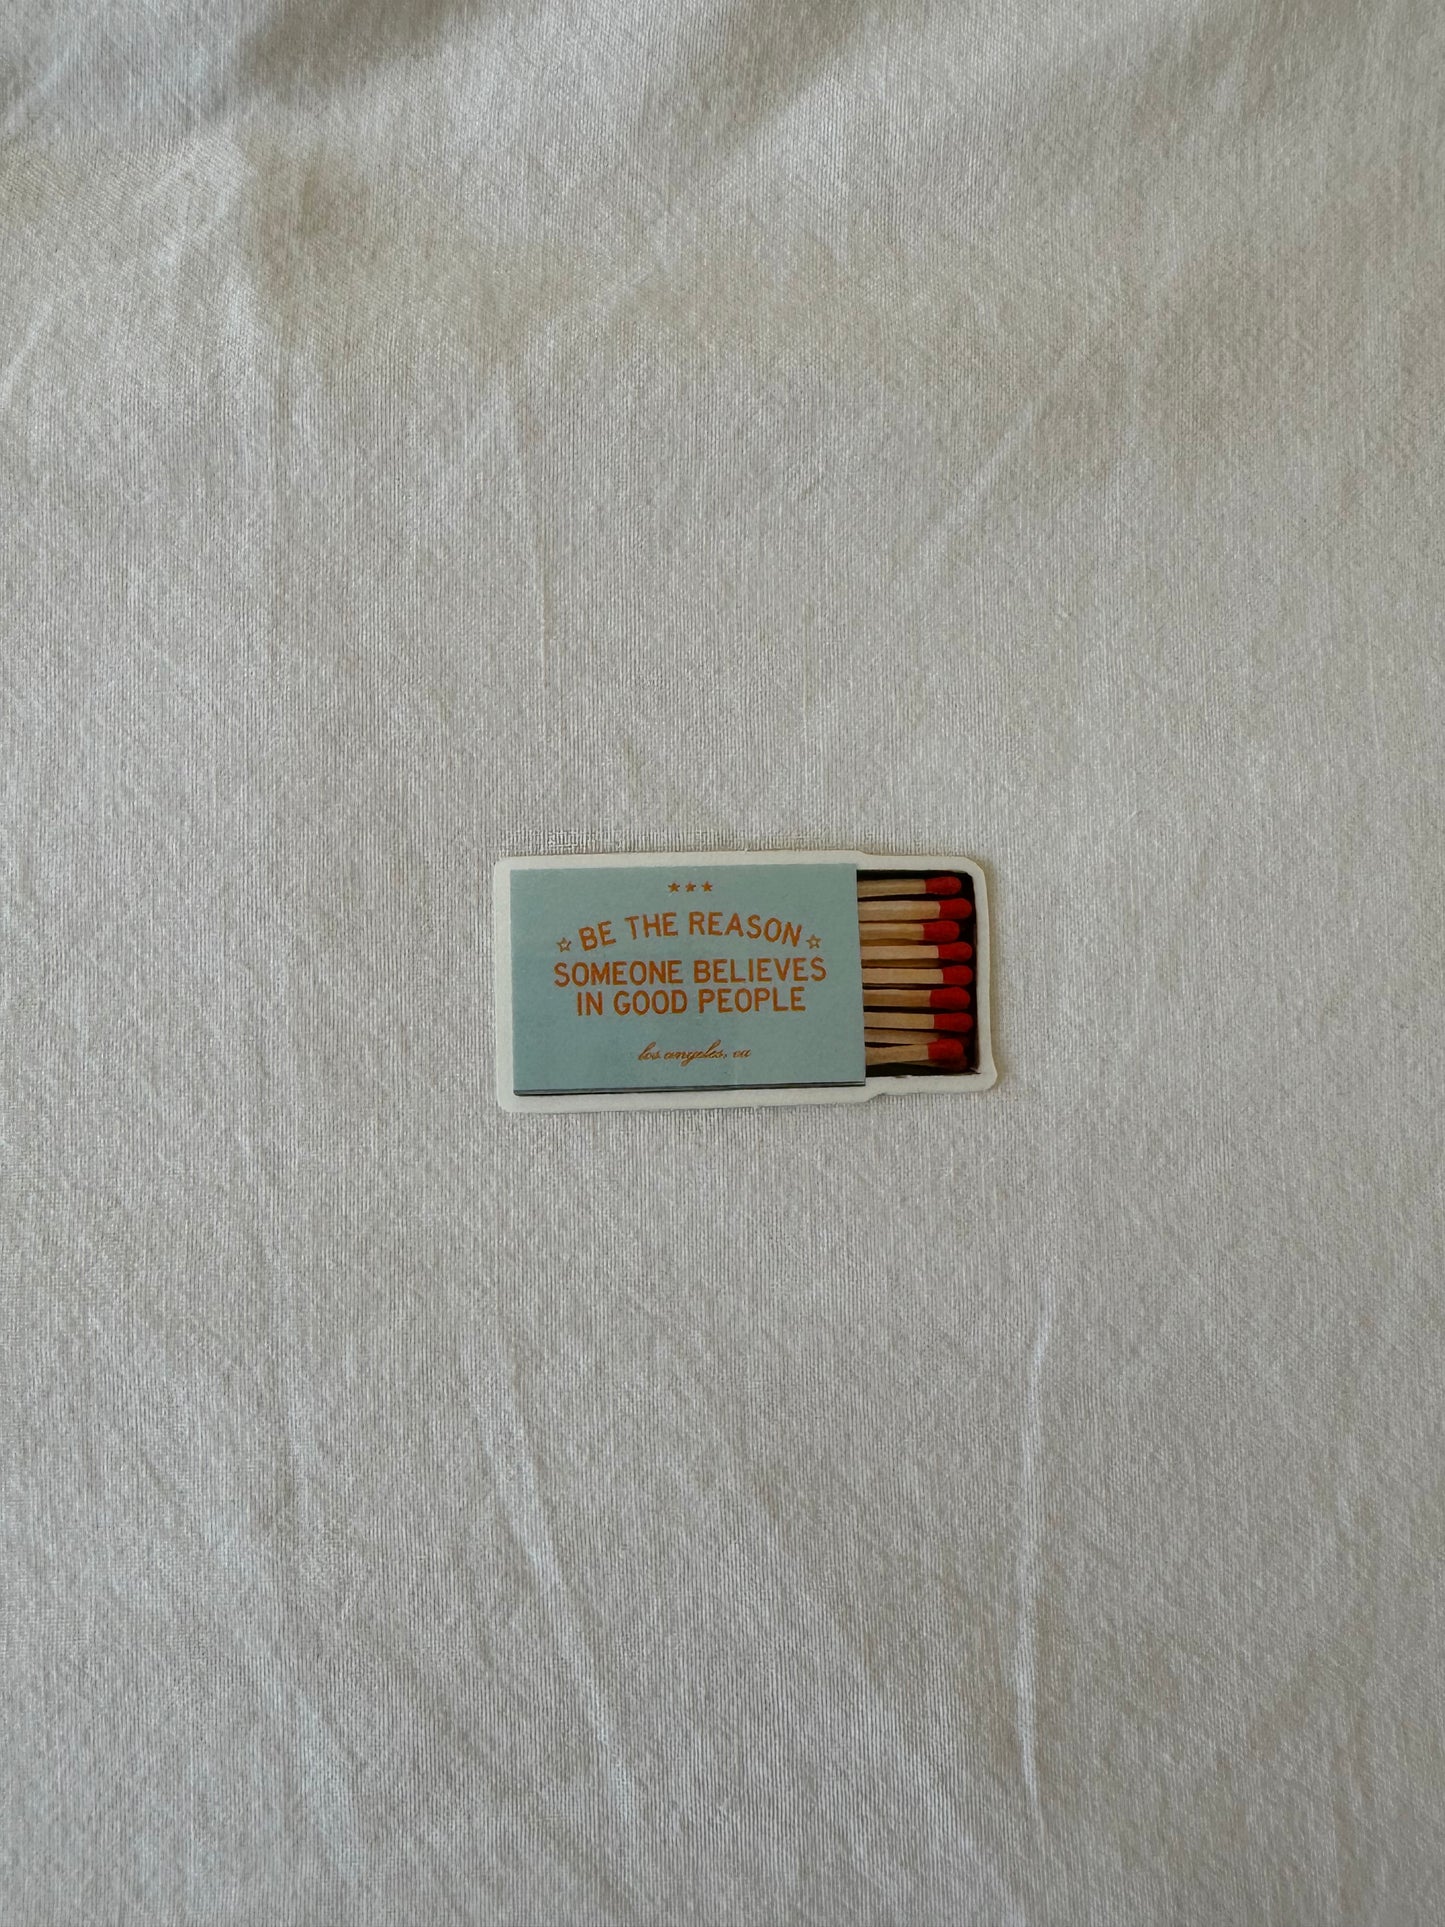 BE THE REASON
SOMEONE BELIEVES
IN GOOD PEOPLE
los angeles, ca